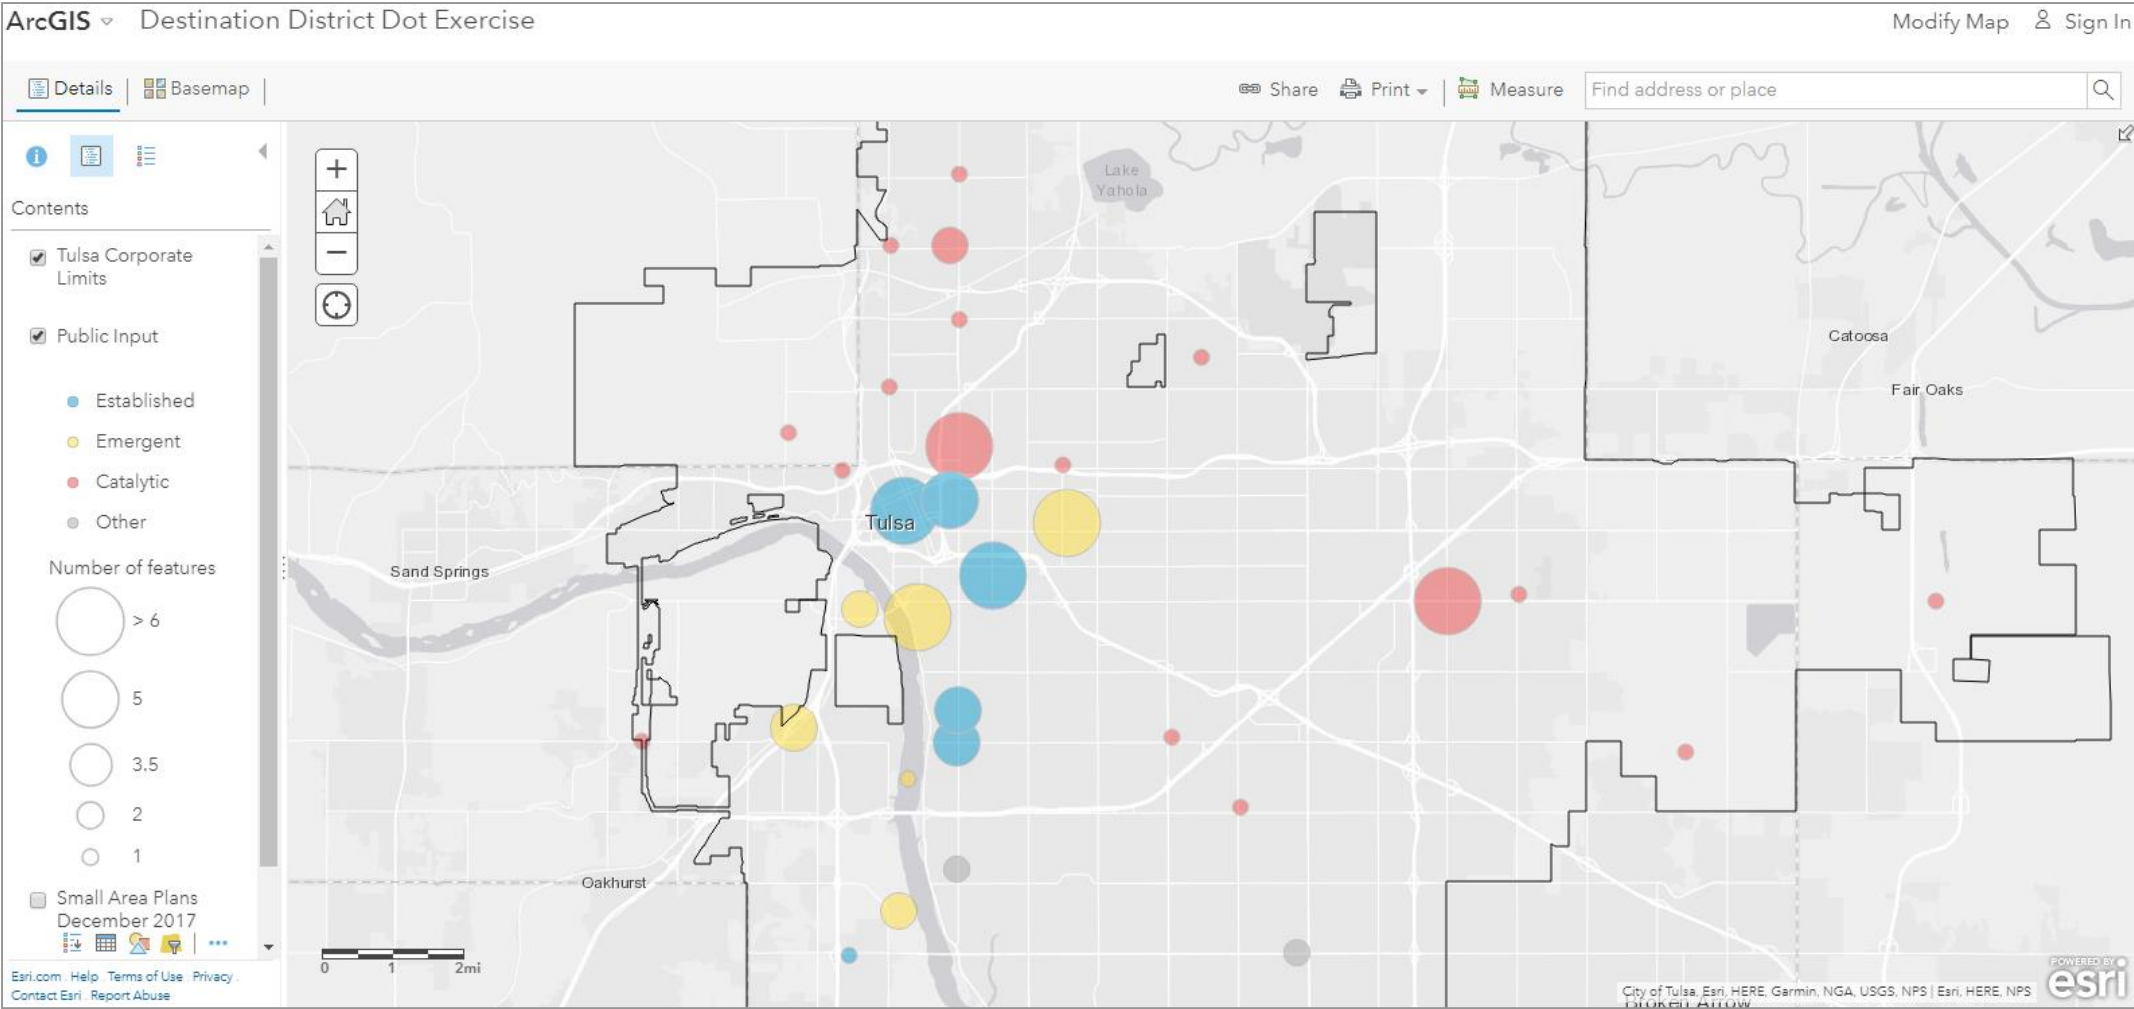 ArcGIS Destination District Dot Exercise
Modify Map Sign In
Details Basemap
Share Print Measure Find address or place
Contents
Tulsa Corporate
Limits
Public Input
Established
Emergent
Catalytic
Other
Number of features
> 6
5
3.5
2
1
Small Area Plans
December 2017
Esri.com . Help . Terms of Use . Privacy .
Contact Esri . Report Abuse
Lake
Yahola
Catoosa
Fair Oaks
Tulsa
Sand Springs
Oakhurst
0 1 2mi
Broken Arrow
City of Tulsa, Esri, HERE, Garmin, NGA, USGS, NPS | Esri, HERE, NPS
POWERED BY
esri